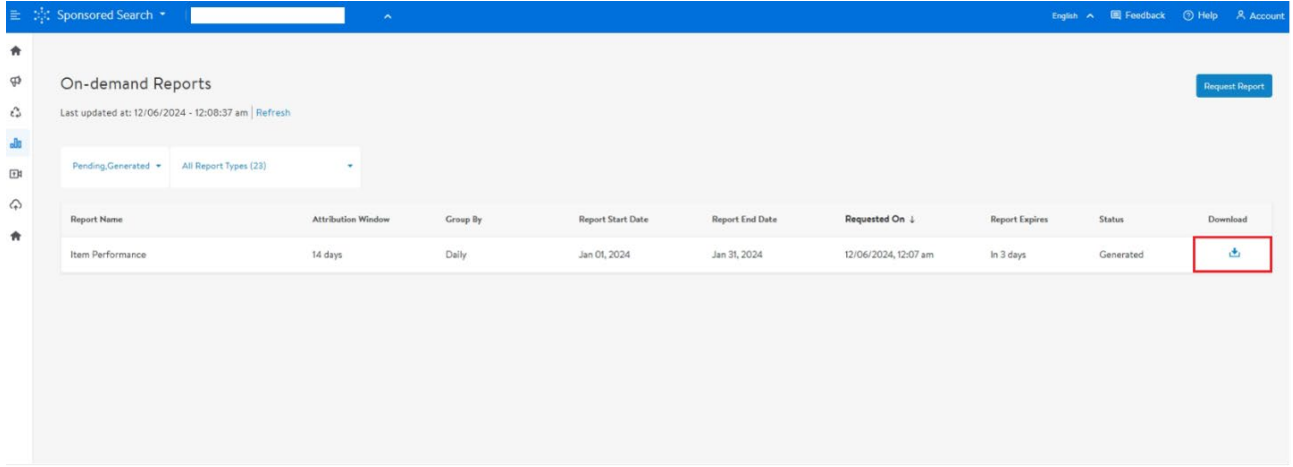 Sponsored Search
English Feedback Help Account
On-demand Reports
Request Report
Last updated at: 12/06/2024 - 12:08:37 am | Refresh
Pending,Generated All Report Types (23)
Report Name Attribution Window Group By Report Start Date Report End Date Requested On ↓ Report Expires Status Download
Item Performance 14 days Daily Jan 01, 2024 Jan 31, 2024 12/06/2024, 12:07 am In 3 days Generated